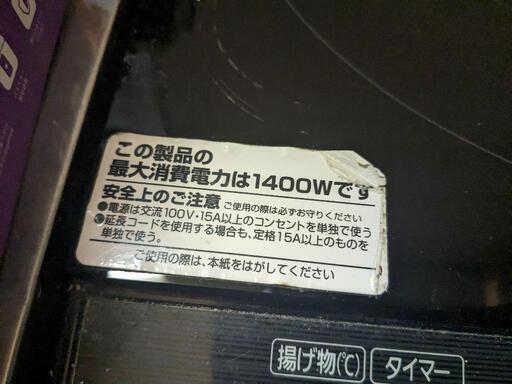 この製品の
最大消費電力は1400Wです
安全上のご注意 ご使用の際は必ずお守りください
●電源は交流100V・15A以上のコンセントを単独で使う
●延長コードを使用する場合も、定格15A以上のものを
単独で使う。
ご使用の際は、本紙をはがしてください
揚げ物(℃) タイマー